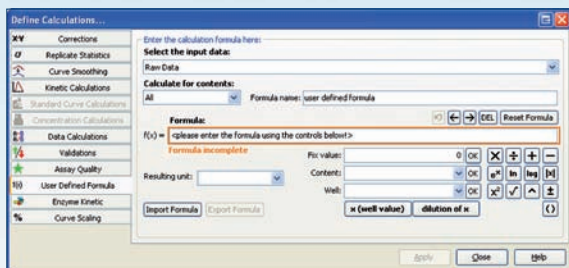 Define Calculations...
X-Y Corrections
σ Replicate Statistics
Curve Smoothing
Kinetic Calculations
Standard Curve Calculations
Concentration Calculations
Data Calculations
Validations
Assay Quality
f(x) User Defined Formula
Enzyme Kinetic
% Curve Scaling
Enter the calculation formula here:
Select the input data:
Raw Data
Calculate for contents:
All Formula name: user defined formula
Formula: DEL Reset Formula
f(x) = <please enter the formula using the controls below!>
Formula incomplete
Fix value: 0 OK X ÷ + −
Resulting unit: Content: OK eˣ ln log |x|
Well: OK x² √ ^ ±
Import Formula Export Formula x (well value) dilution of x ()
Apply Close Help